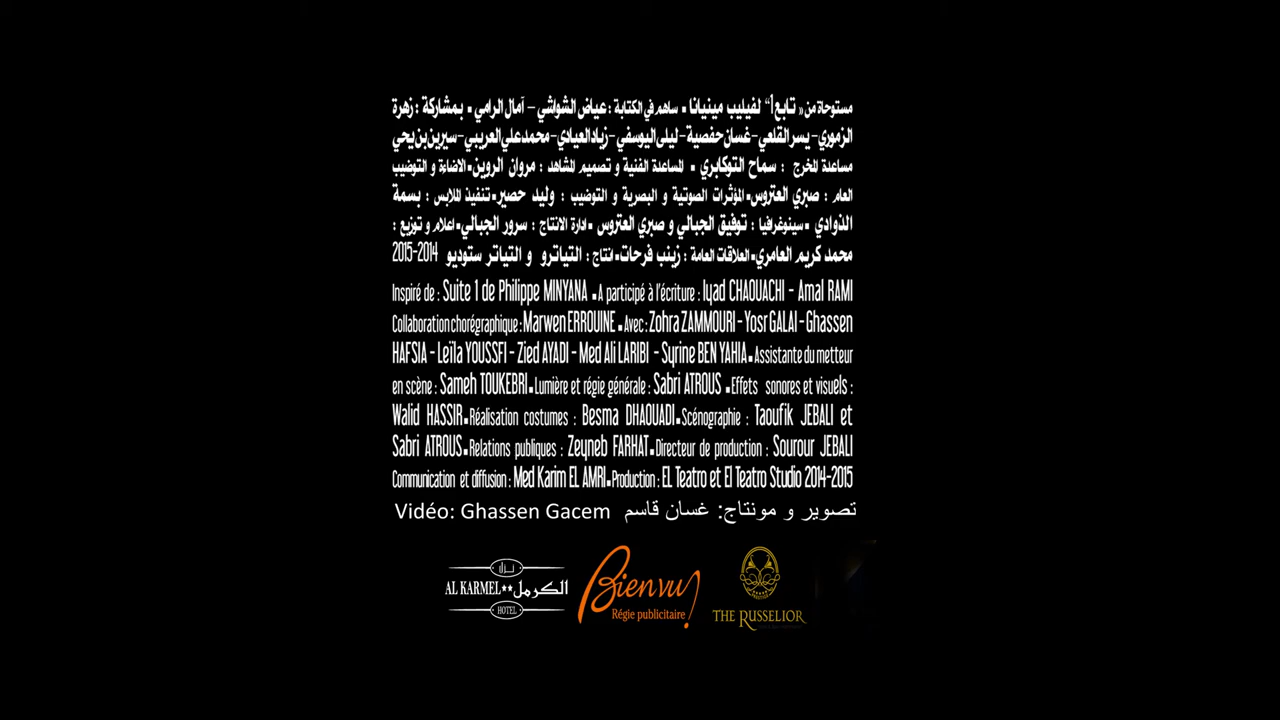 مستوحاة من « تابع1“ لفيليب مينيانا ▪ ساهم في الكتابة : عياض الشواشي – آمال الرامي ▪ بمشاركة : زهرة
الزموري-يسر القلعي-غسان حفصية-ليلى اليوسفي-زياد العيادي-محمد علي العريبي-سيرين بن يحي
مساعدة المخرج : سماح التوكابري ▪ المساعدة الفنية و تصميم المشاهد : مروان الروين▪الاضاءة و التوضيب
العام : صبري العتروس▪المؤثرات الصوتية و البصرية و التوضيب : وليد حصير▪تنفيذ الملابس : بسمة
الذوادي ▪سينوغرافيا : توفيق الجبالي و صبري العتروس ▪ادارة الانتاج : سرور الجبالي▪اعلام و توزيع :
محمد كريم العامري▪العلاقات العامة : زينب فرحات▪انتاج : التياترو و التياتر ستوديو 2014-2015
Inspiré de : Suite 1 de Philippe MINYANA ▪ A participé à l'écriture : Iyad CHAOUACHI - Amal RAMI
Collaboration chorégraphique : Marwen ERROUINE ▪ Avec : Zohra ZAMMOURI - Yosr GALAI - Ghassen
HAFSIA - Leïla YOUSSFI - Zied AYADI - Med Ali LARIBI - Syrine BEN YAHIA▪Assistante du metteur
en scène : Sameh TOUKEBRI▪Lumière et régie générale : Sabri ATROUS ▪Effets sonores et visuels :
Walid HASSIR▪Réalisation costumes : Besma DHAOUADI▪Scénographie : Taoufik JEBALI et
Sabri ATROUS▪Relations publiques : Zeyneb FARHAT▪Directeur de production : Sourour JEBALI
Communication et diffusion : Med Karim EL AMRI▪Production : EL Teatro et El Teatro Studio 2014-2015
Vidéo: Ghassen Gacem تصوير و مونتاج: غسان قاسم
نزل
AL KARMEL★★الكرمل
HOTEL
Bienvu!
Régie publicitaire
THE RUSSELIOR